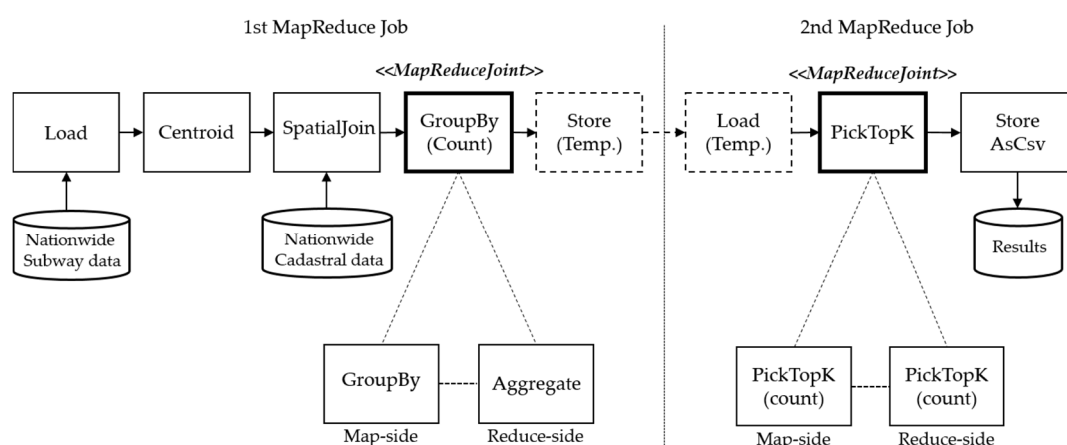 1st MapReduce Job
2nd MapReduce Job
<<MapReduceJoint>>
<<MapReduceJoint>>
Load
Centroid
SpatialJoin
GroupBy
(Count)
Store
(Temp.)
Load
(Temp.)
PickTopK
Store
AsCsv
Nationwide
Subway data
Nationwide
Cadastral data
Results
GroupBy
Aggregate
PickTopK
(count)
PickTopK
(count)
Map-side
Reduce-side
Map-side
Reduce-side